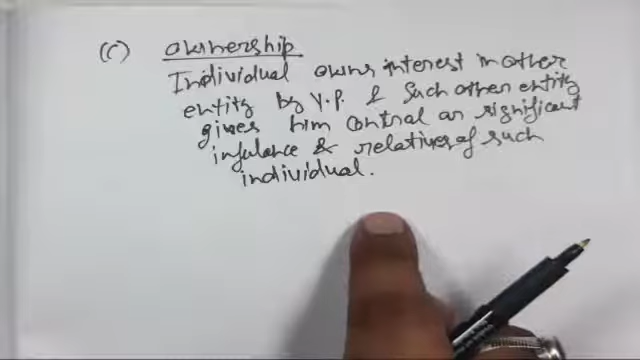 (c) ownership
Individual owns interest in other
entity by V.P. & Such other entity
gives him control or significant
infulance & relatives of such
individual.